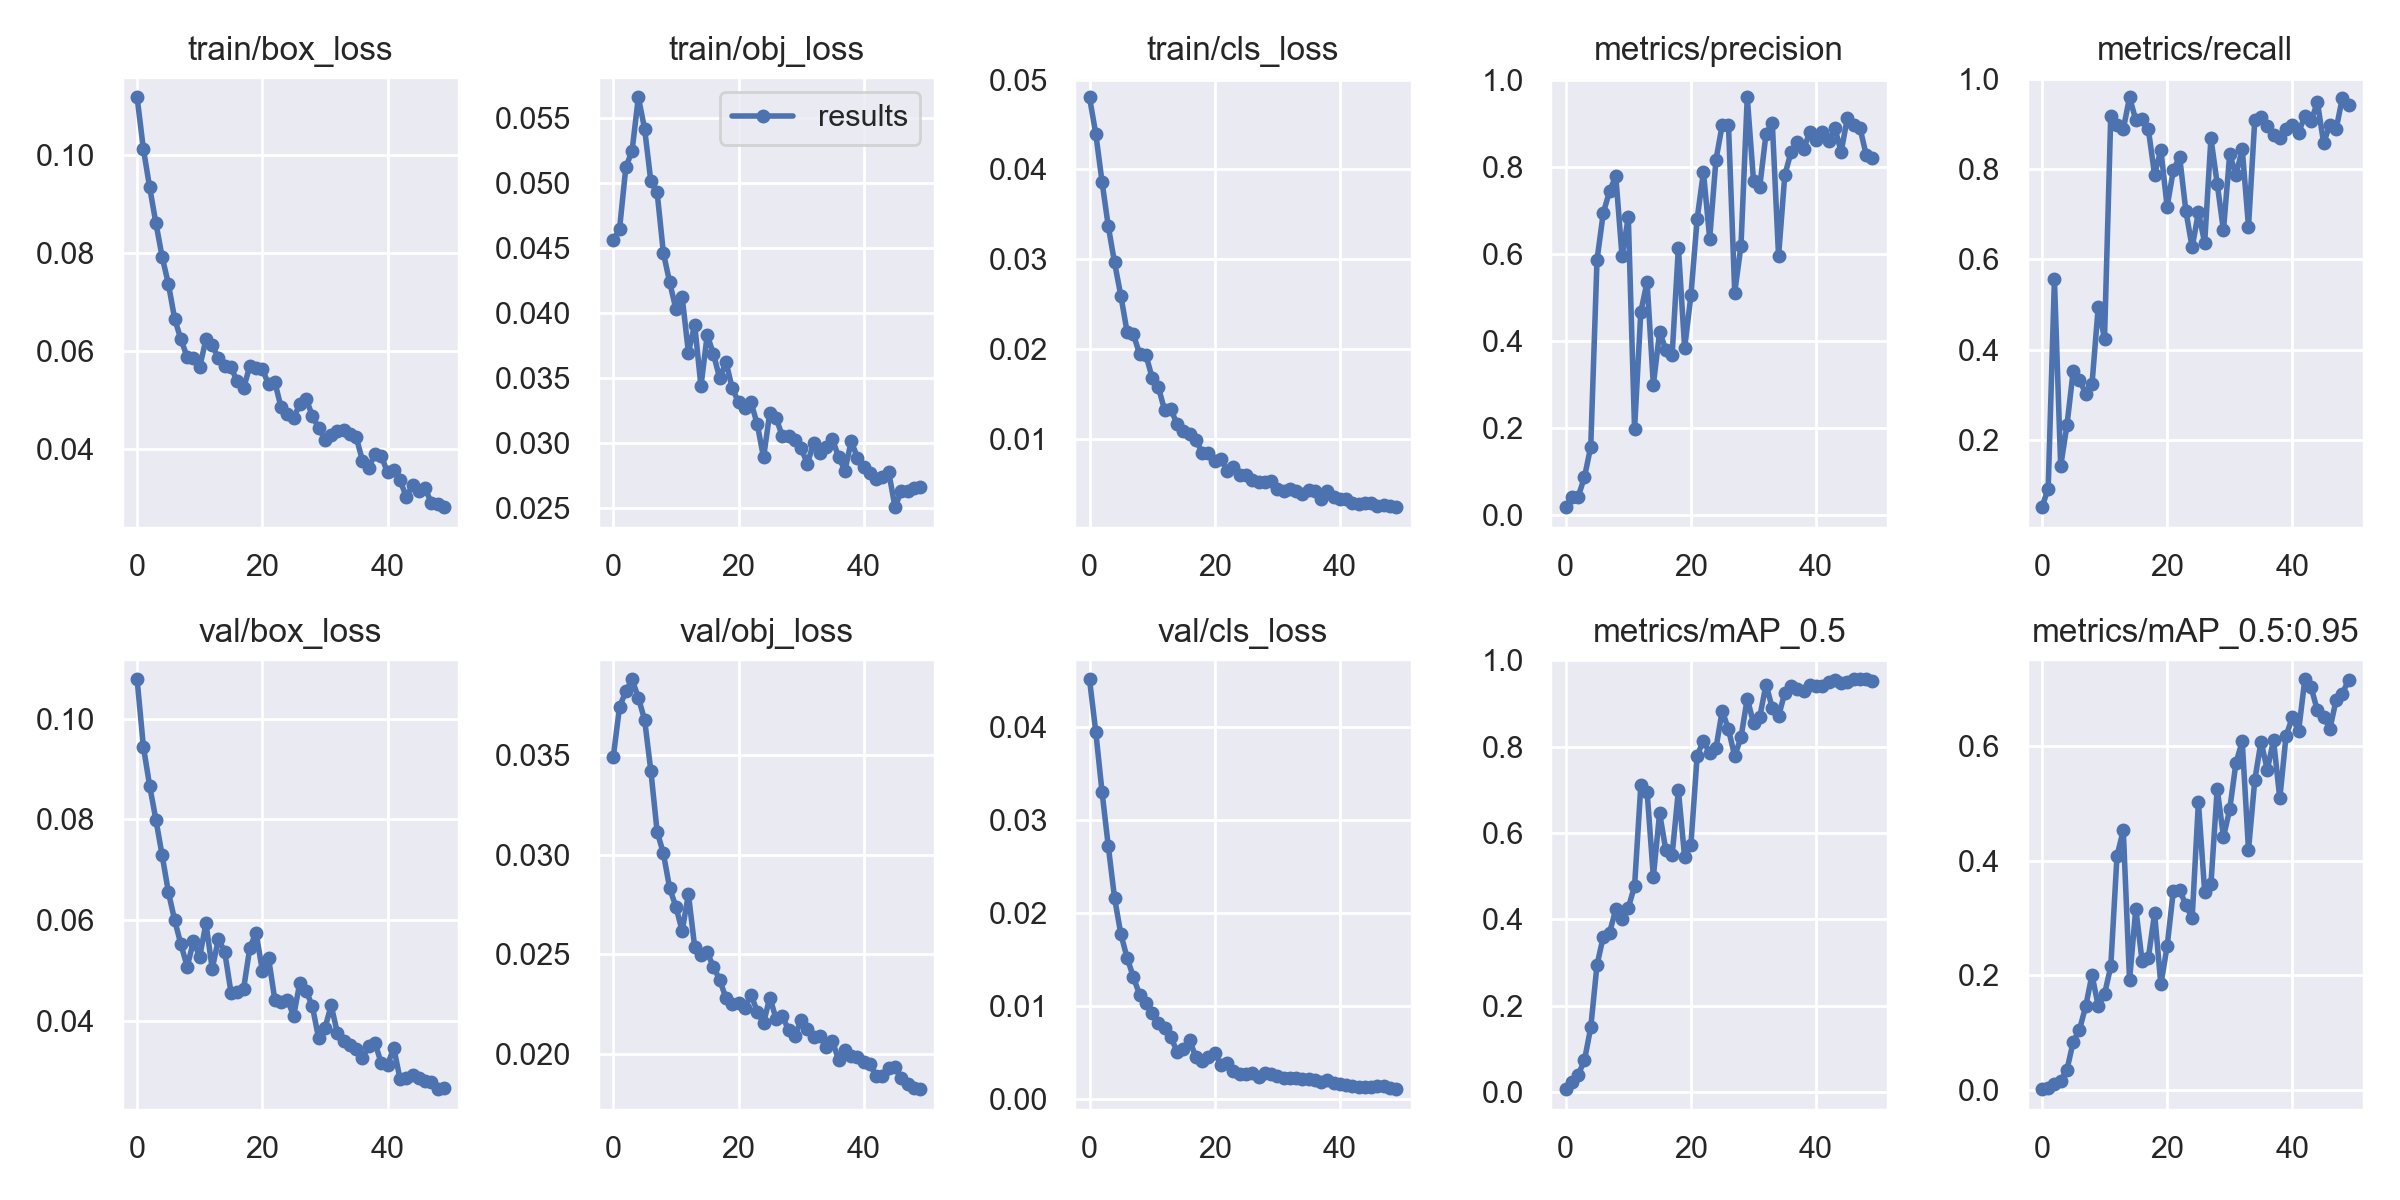 train/box_loss
0.10
0.08
0.06
0.04
0 20 40
train/obj_loss
results
0.055
0.050
0.045
0.040
0.035
0.030
0.025
0 20 40
train/cls_loss
0.05
0.04
0.03
0.02
0.01
0 20 40
metrics/precision
1.0
0.8
0.6
0.4
0.2
0.0
0 20 40
metrics/recall
1.0
0.8
0.6
0.4
0.2
0 20 40
val/box_loss
0.10
0.08
0.06
0.04
0 20 40
val/obj_loss
0.035
0.030
0.025
0.020
0 20 40
val/cls_loss
0.04
0.03
0.02
0.01
0.00
0 20 40
metrics/mAP_0.5
1.0
0.8
0.6
0.4
0.2
0.0
0 20 40
metrics/mAP_0.5:0.95
0.6
0.4
0.2
0.0
0 20 40